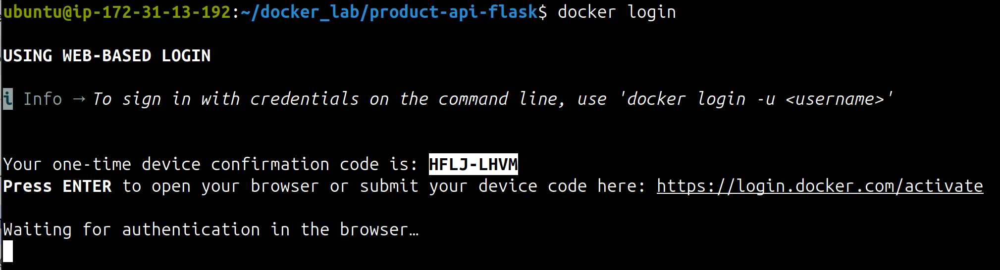 ubuntu@ip-172-31-13-192:~/docker_lab/product-api-flask$ docker login
USING WEB-BASED LOGIN
i Info → To sign in with credentials on the command line, use 'docker login -u <username>'
Your one-time device confirmation code is: HFLJ-LHVM
Press ENTER to open your browser or submit your device code here: https://login.docker.com/activate
Waiting for authentication in the browser…